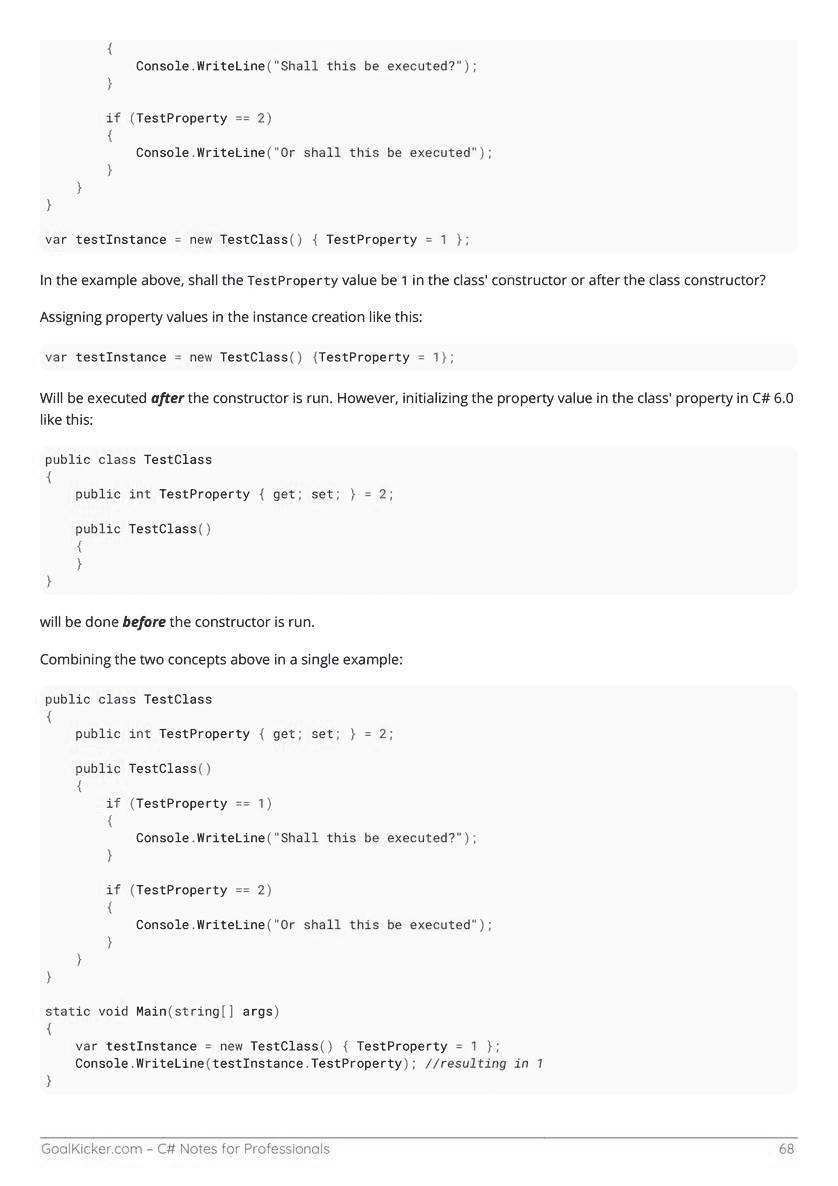 {
            Console.WriteLine("Shall this be executed?");
        }

        if (TestProperty == 2)
        {
            Console.WriteLine("Or shall this be executed");
        }
    }
}

var testInstance = new TestClass() { TestProperty = 1 };

In the example above, shall the TestProperty value be 1 in the class' constructor or after the class constructor?

Assigning property values in the instance creation like this:

var testInstance = new TestClass() {TestProperty = 1};

Will be executed after the constructor is run. However, initializing the property value in the class' property in C# 6.0
like this:

public class TestClass
{
    public int TestProperty { get; set; } = 2;

    public TestClass()
    {
    }
}

will be done before the constructor is run.

Combining the two concepts above in a single example:

public class TestClass
{
    public int TestProperty { get; set; } = 2;

    public TestClass()
    {
        if (TestProperty == 1)
        {
            Console.WriteLine("Shall this be executed?");
        }

        if (TestProperty == 2)
        {
            Console.WriteLine("Or shall this be executed");
        }
    }
}

static void Main(string[] args)
{
    var testInstance = new TestClass() { TestProperty = 1 };
    Console.WriteLine(testInstance.TestProperty); //resulting in 1
}

GoalKicker.com – C# Notes for Professionals 68